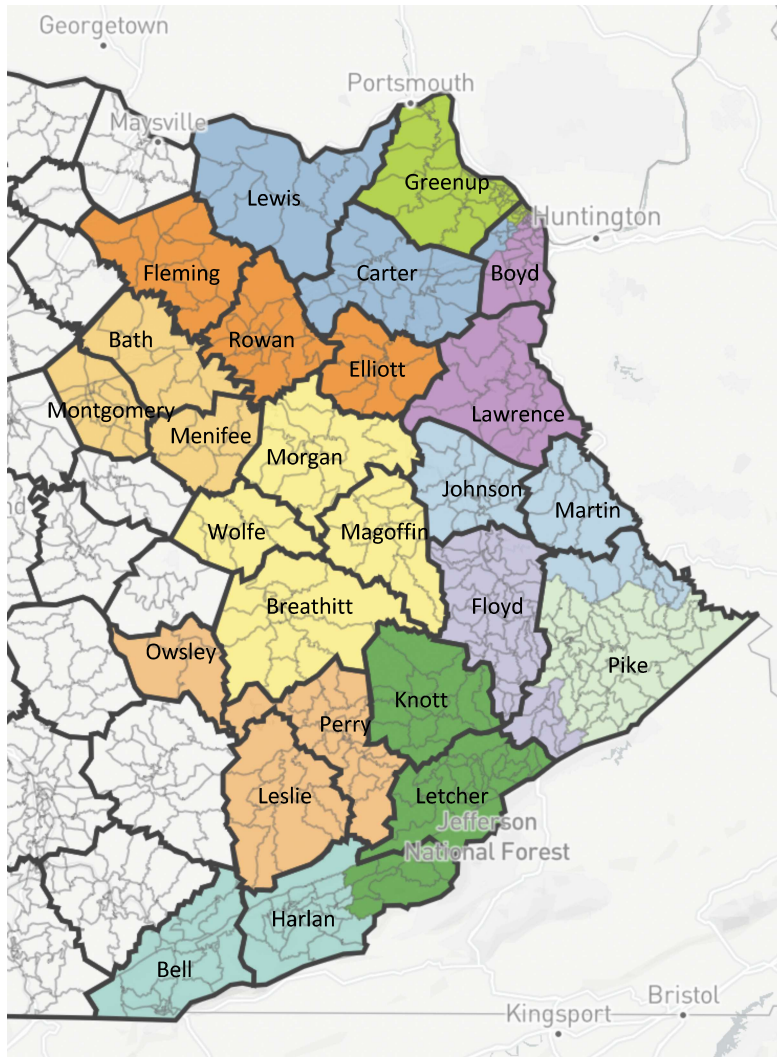 Georgetown
Portsmouth
Maysville
Greenup
Lewis
Huntington
Fleming
Carter
Boyd
Bath
Rowan
Elliott
Montgomery
Lawrence
Menifee
Morgan
Johnson
nd
Martin
Wolfe
Magoffin
Breathitt
Floyd
Owsley
Pike
Knott
Perry
Leslie
Letcher
Jefferson
National Forest
Harlan
Bell
Bristol
Kingsport